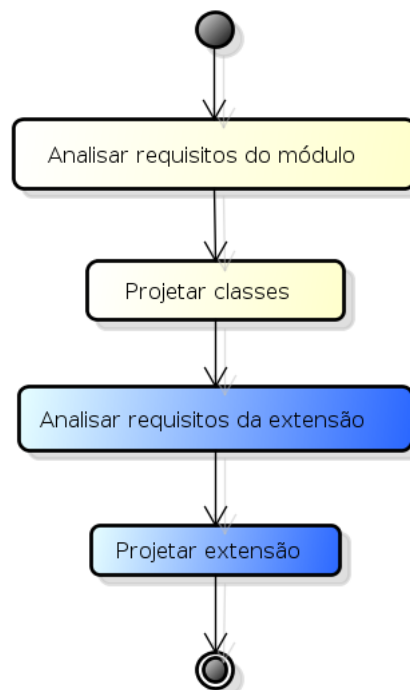 Analisar requisitos do módulo
Projetar classes
Analisar requisitos da extensão
Projetar extensão